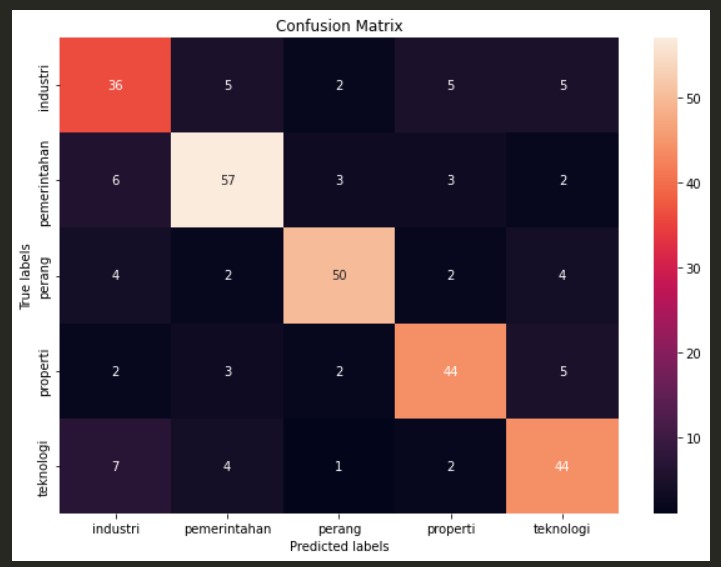 Confusion Matrix
True labels
industri 36 5 2 5 5
pemerintahan 6 57 3 3 2
perang 4 2 50 2 4
properti 2 3 2 44 5
teknologi 7 4 1 2 44
industri pemerintahan perang properti teknologi
Predicted labels
50
40
30
20
10